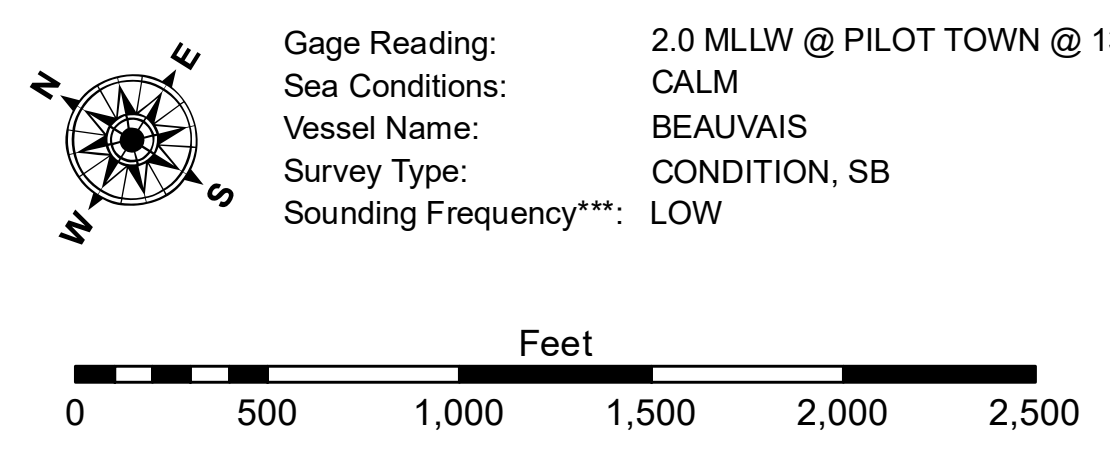 N
E
S
W
Gage Reading: 2.0 MLLW @ PILOT TOWN @
Sea Conditions: CALM
Vessel Name: BEAUVAIS
Survey Type: CONDITION, SB
Sounding Frequency***: LOW
Feet
0 500 1,000 1,500 2,000 2,500